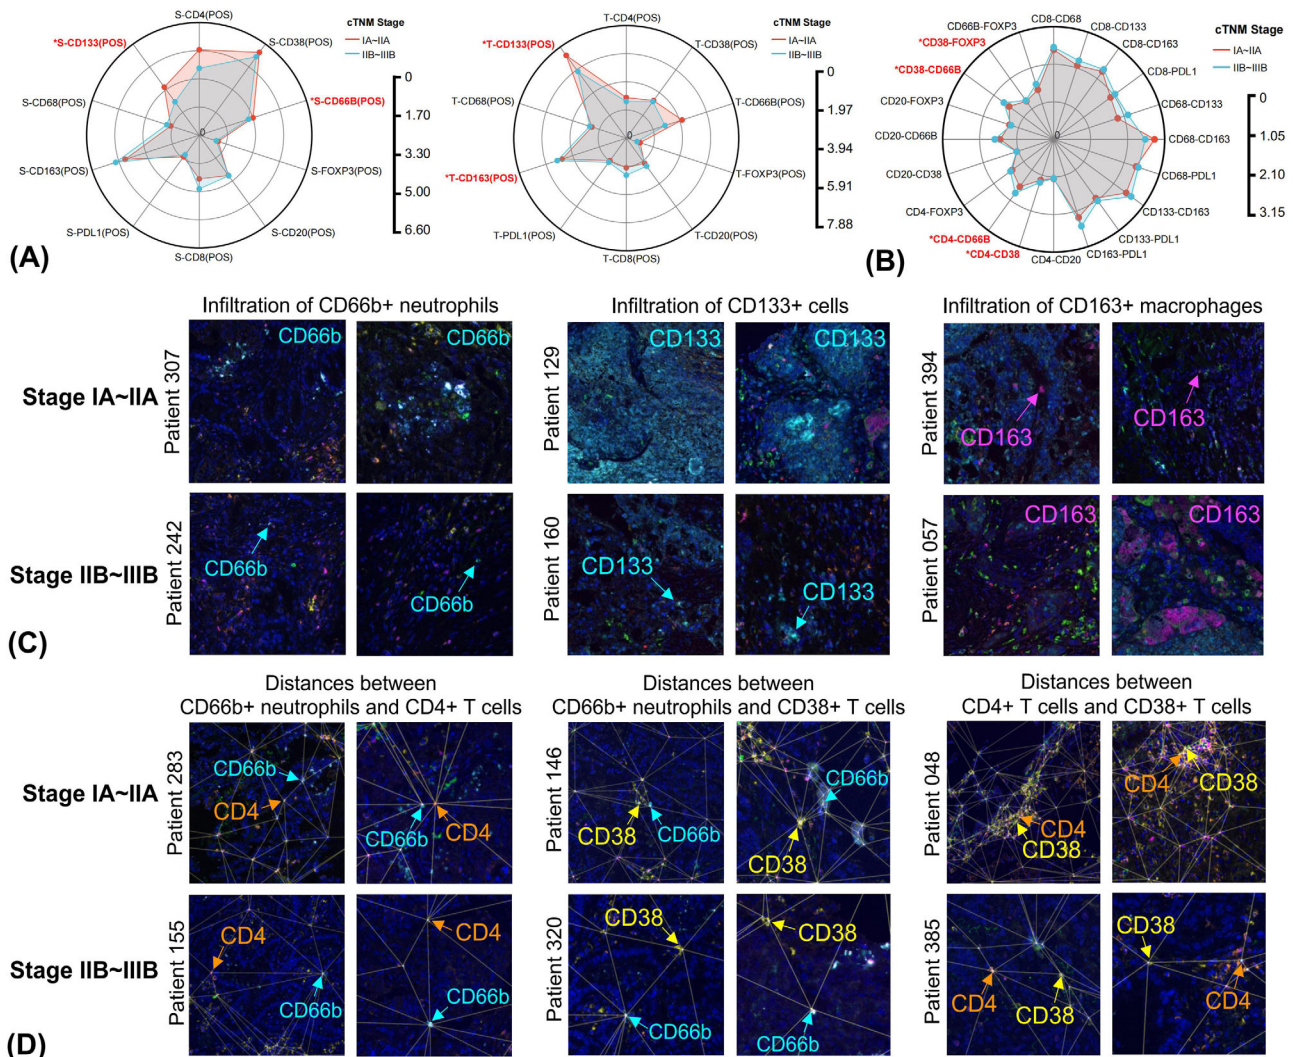 S-CD4(POS)
*S-CD133(POS)
S-CD38(POS)
S-CD68(POS)
*S-CD66B(POS)
0
S-CD163(POS)
S-FOXP3(POS)
S-PDL1(POS)
S-CD20(POS)
S-CD8(POS)
cTNM Stage
IA~IIA
IIB~IIIB
0
1.70
3.30
5.00
6.60
(A)
T-CD4(POS)
*T-CD133(POS)
T-CD38(POS)
T-CD68(POS)
T-CD66B(POS)
0
*T-CD163(POS)
T-FOXP3(POS)
T-PDL1(POS)
T-CD20(POS)
T-CD8(POS)
cTNM Stage
IA~IIA
IIB~IIIB
0
1.97
3.94
5.91
7.88
CD66B-FOXP3
CD8-CD68
CD8-CD133
*CD38-FOXP3
CD8-CD163
*CD38-CD66B
CD8-PDL1
CD20-FOXP3
CD68-CD133
CD20-CD66B
0
CD68-CD163
CD20-CD38
CD68-PDL1
CD4-FOXP3
CD133-CD163
*CD4-CD66B
CD133-PDL1
*CD4-CD38
CD4-CD20
CD163-PDL1
cTNM Stage
IA~IIA
IIB~IIIB
0
1.05
2.10
3.15
(B)
Infiltration of CD66b+ neutrophils
Infiltration of CD133+ cells
Infiltration of CD163+ macrophages
Stage IA~IIA
Patient 307
CD66b
CD66b
Patient 129
CD133
CD133
Patient 394
CD163
CD163
Stage IIB~IIIB
Patient 242
CD66b
CD66b
Patient 160
CD133
CD133
Patient 057
CD163
CD163
(C)
Distances between
CD66b+ neutrophils and CD4+ T cells
Distances between
CD66b+ neutrophils and CD38+ T cells
Distances between
CD4+ T cells and CD38+ T cells
Stage IA~IIA
Patient 283
CD66b
CD4
CD66b
CD4
Patient 146
CD38
CD66b
CD66b
CD38
Patient 048
CD4
CD38
CD4
CD38
Stage IIB~IIIB
Patient 155
CD4
CD66b
CD4
CD66b
Patient 320
CD38
CD66b
CD38
CD66b
Patient 385
CD4
CD38
CD38
CD4
(D)